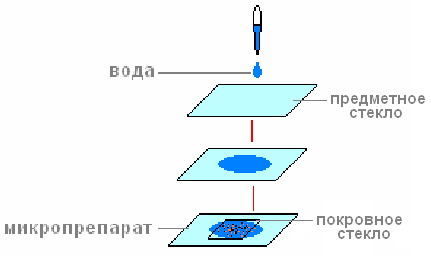 вода
предметное
стекло
покровное
стекло
микропрепарат